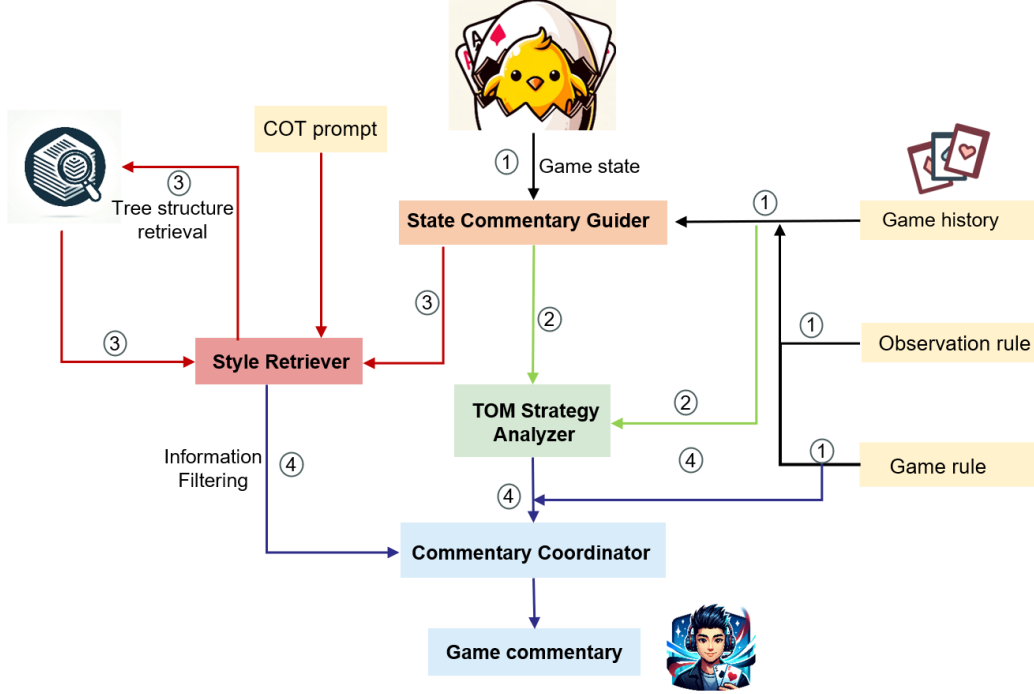 COT prompt
①
Game state
③
Tree structure
retrieval
State Commentary Guider
①
Game history
③
②
①
Observation rule
③
Style Retriever
②
TOM Strategy
Analyzer
Information
Filtering
④
④
①
Game rule
④
Commentary Coordinator
Game commentary